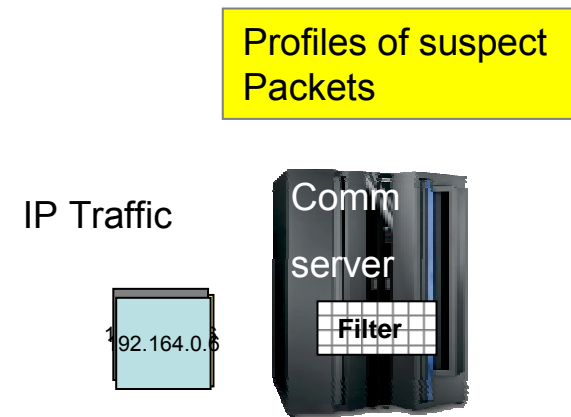 Profiles of suspect
Packets
IP Traffic
Comm
server
Filter
192.164.0.6